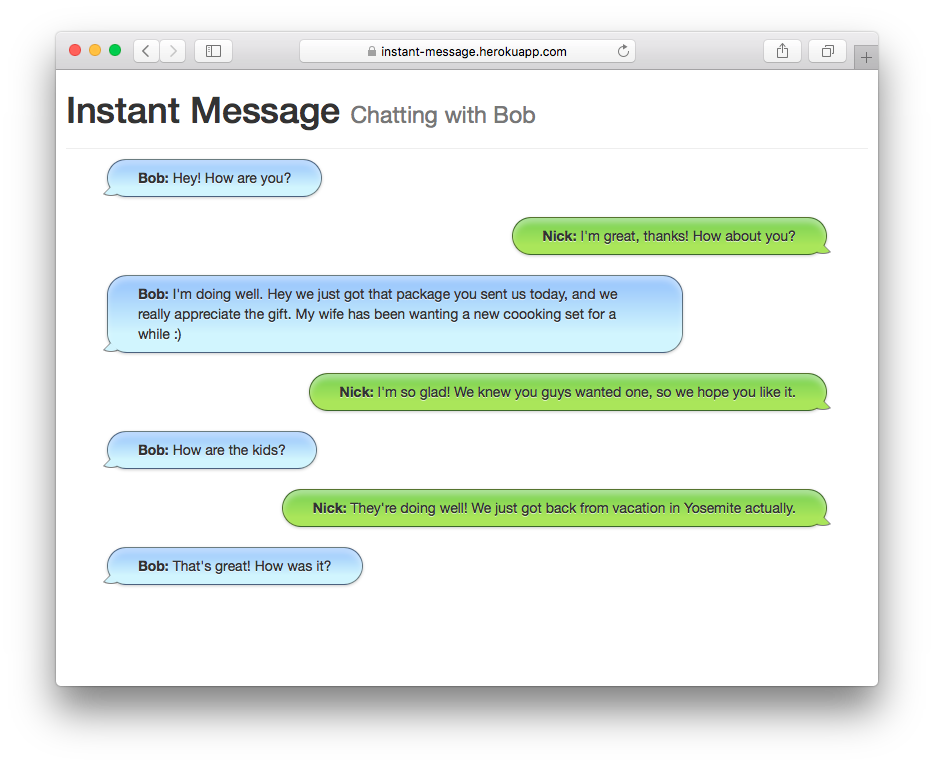 instant-message.herokuapp.com
Instant Message Chatting with Bob
Bob: Hey! How are you?
Nick: I'm great, thanks! How about you?
Bob: I'm doing well. Hey we just got that package you sent us today, and we
really appreciate the gift. My wife has been wanting a new coooking set for a
while :)
Nick: I'm so glad! We knew you guys wanted one, so we hope you like it.
Bob: How are the kids?
Nick: They're doing well! We just got back from vacation in Yosemite actually.
Bob: That's great! How was it?